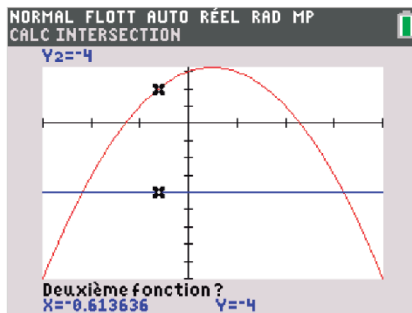 NORMAL FLOTT AUTO RÉEL RAD MP
CALC INTERSECTION
Y2=-4
Deuxième fonction ?
X=-0.613636 Y=-4